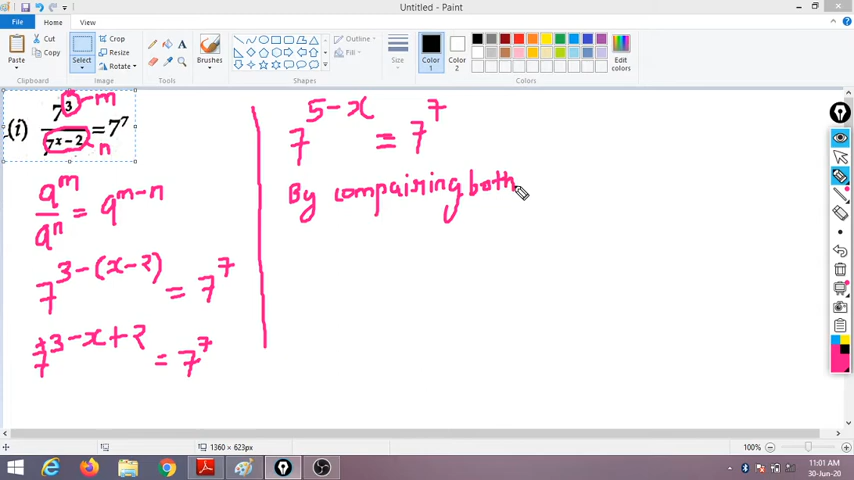 Untitled - Paint
File Home View
Paste
Cut
Copy
Clipboard
Select
Crop
Resize
Rotate
Image
Tools
Brushes
Shapes
Outline
Fill
Size
Color 1
Color 2
Edit colors
Colors
(i) 7^3 / 7^{x-2} = 7^7
m
n
a^m / a^n = a^{m-n}
7^{3-(x-2)} = 7^7
7^{3-x+2} = 7^7
7^{5-x} = 7^7
By compairing both
1360 × 623px
100%
11:01 AM
30-Jun-20